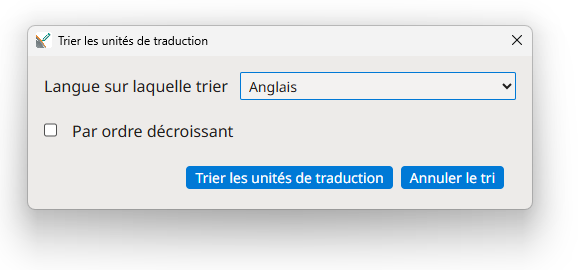 Trier les unités de traduction
Langue sur laquelle trier Anglais
Par ordre décroissant
Trier les unités de traduction Annuler le tri